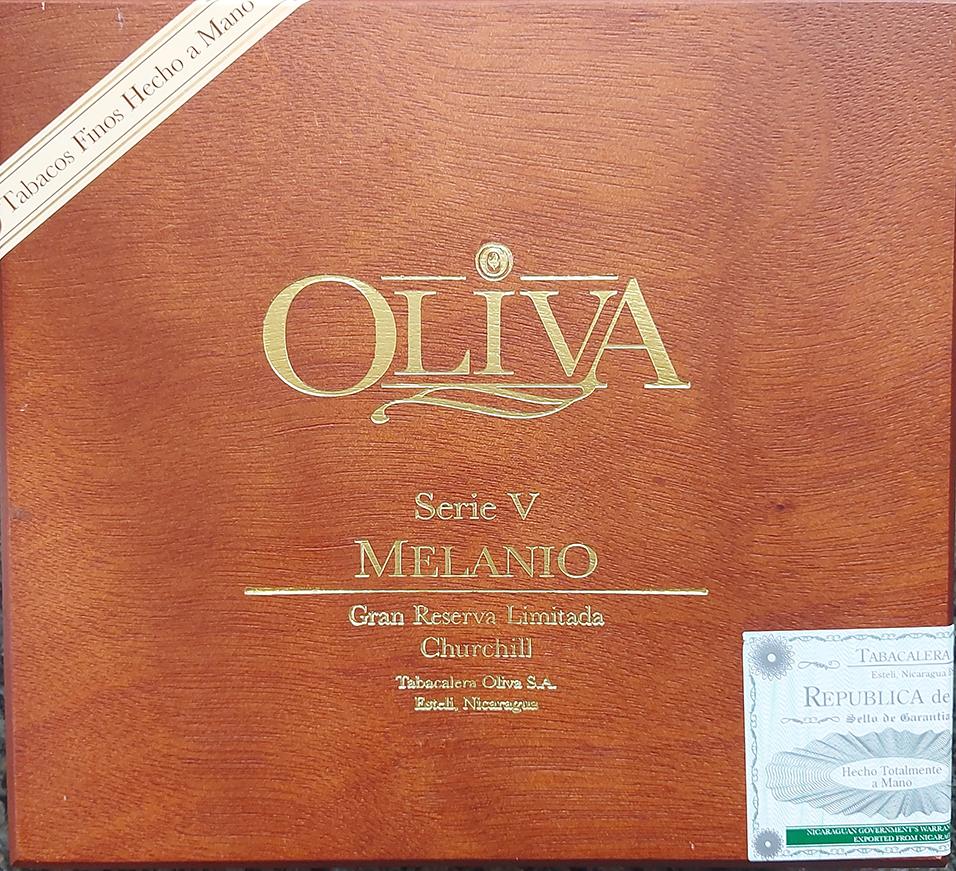 Tabacos Finos Hecho a Mano
OLIVA
Serie V
MELANIO
Gran Reserva Limitada
Churchill
Tabacalera Oliva S.A.
Esteli, Nicaragua
TABACALERA
Esteli, Nicaragua
REPUBLICA de
Sello de Garantia
Hecho Totalmente
a Mano
NICARAGUAN GOVERNMENT'S
EXPORTED FROM